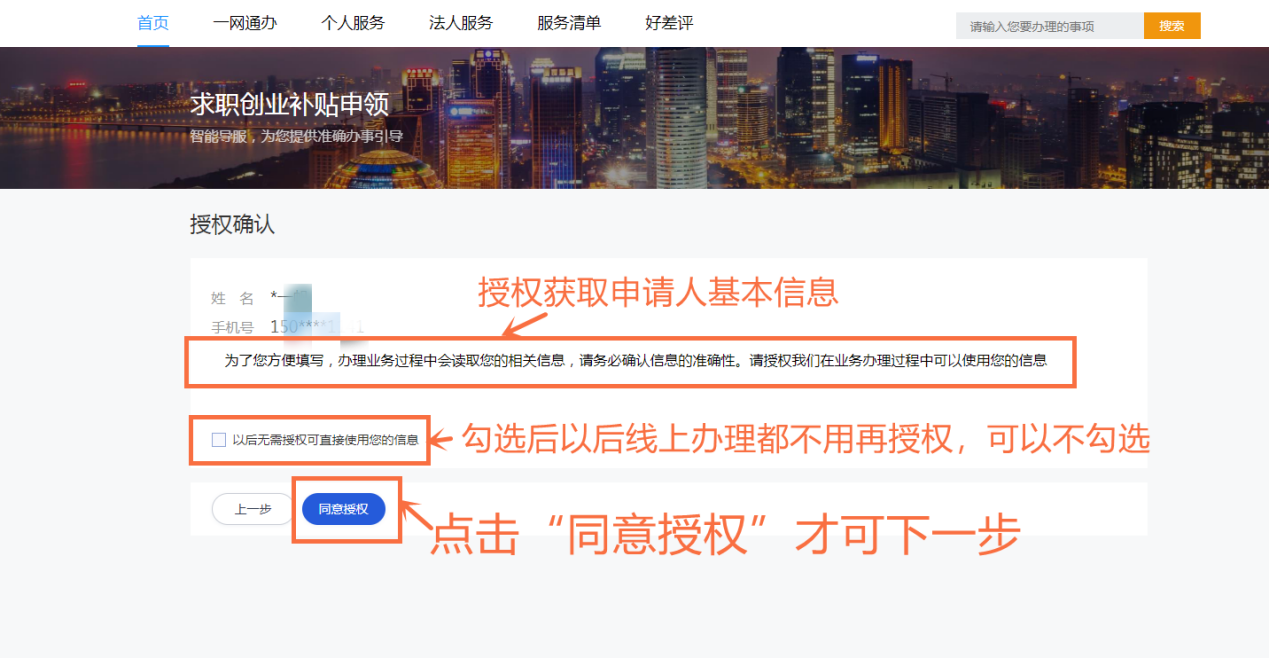 首页 一网通办 个人服务 法人服务 服务清单 好差评 请输入您要办理的事项 搜索
求职创业补贴申领
智能导服，为您提供准确办事引导
授权确认
授权获取申请人基本信息
姓 名
手机号 150****1
为了您方便填写，办理业务过程中会读取您的相关信息，请务必确认信息的准确性。请授权我们在业务办理过程中可以使用您的信息
以后无需授权可直接使用您的信息 勾选后以后线上办理都不用再授权，可以不勾选
上一步 同意授权
点击“同意授权”才可下一步